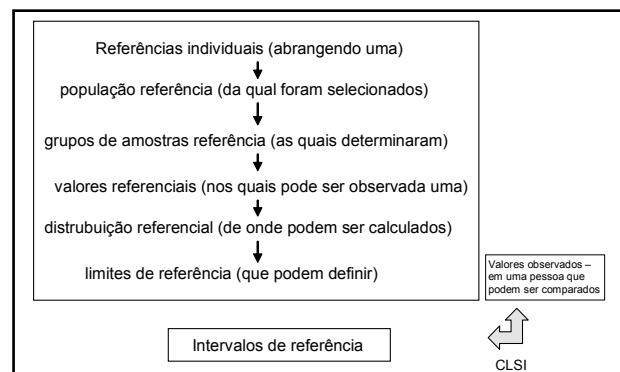 Referências individuais (abrangendo uma)
população referência (da qual foram selecionados)
grupos de amostras referência (as quais determinaram)
valores referenciais (nos quais pode ser observada uma)
distrubuição referencial (de onde podem ser calculados)
limites de referência (que podem definir)
Valores observados –
em uma pessoa que
podem ser comparados
Intervalos de referência
CLSI